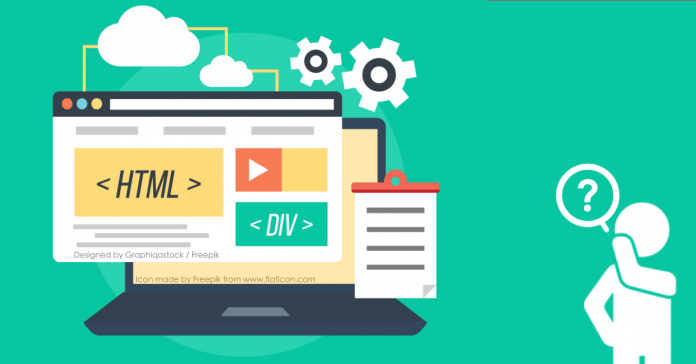 ?
< HTML >
< DIV >
Designed by Graphiqastock / Freepik
Icon made by Freepik from www.flaticon.com